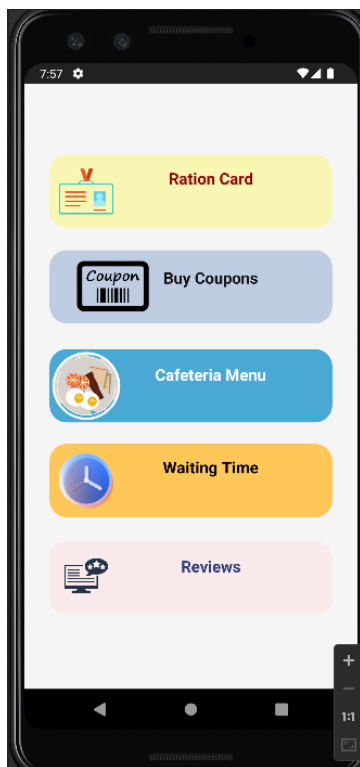 7:57
Ration Card
Coupon
Buy Coupons
Cafeteria Menu
Waiting Time
Reviews
1:1